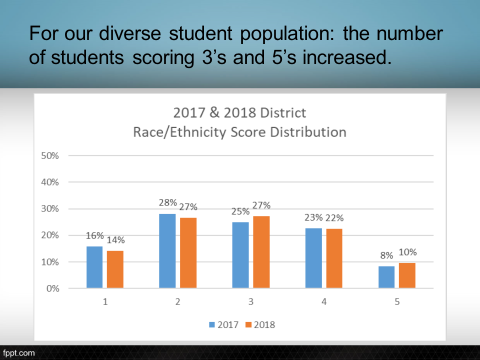 For our diverse student population: the number
of students scoring 3’s and 5’s increased.
2017 & 2018 District
Race/Ethnicity Score Distribution
50%
40%
30%
20%
10%
0%
16% 14%
28% 27%
25% 27%
23% 22%
8% 10%
1 2 3 4 5
2017 2018
fppt.com